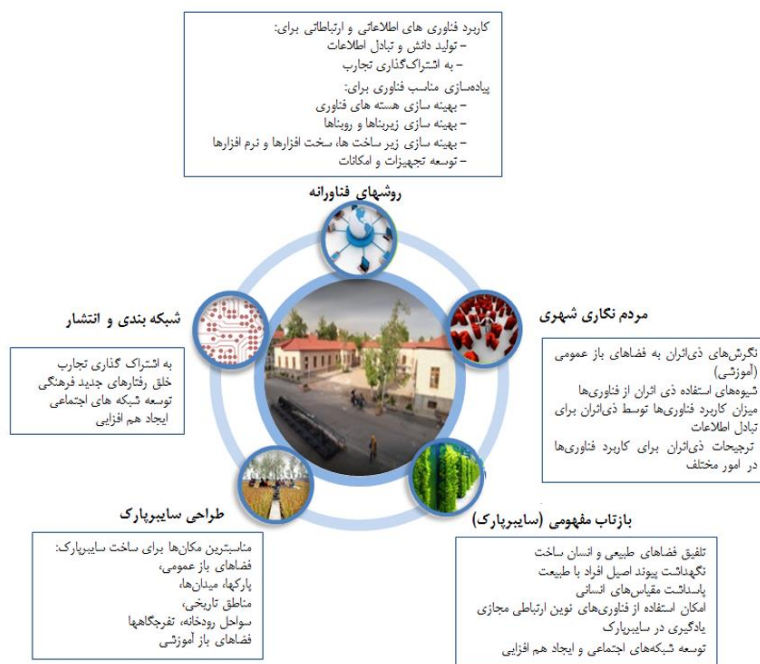 کاربرد فناوری های اطلاعاتی و ارتباطاتی برای:
- تولید دانش و تبادل اطلاعات
- به اشتراک‌گذاری تجارب
پیاده‌سازی مناسب فناوری برای:
- بهینه سازی هسته های فناوری
- بهینه سازی زیربناها و روبناها
- بهینه سازی زیر ساخت ها، سخت افزارها و نرم افزارها
- توسعه تجهیزات و امکانات
روشهای فناورانه
مردم نگاری شهری
نگرش‌های ذی‌اثران به فضاهای باز عمومی
(آموزشی)
شیوه‌های استفاده ذی اثران از فناوری‌ها
میزان کاربرد فناوری‌ها توسط ذی‌اثران برای
تبادل اطلاعات
ترجیحات ذی‌اثران برای کاربرد فناوری‌ها
در امور مختلف
شبکه بندی و انتشار
به اشتراک گذاری تجارب
خلق رفتارهای جدید فرهنگی
توسعه شبکه های اجتماعی
ایجاد هم افزایی
بازتاب مفهومی (سایبرپارک)
تلفیق فضاهای طبیعی و انسان ساخت
نگهداشت پیوند اصیل افراد با طبیعت
پاسداشت مقیاس‌های انسانی
امکان استفاده از فناوری‌های نوین ارتباطی مجازی
یادگیری در سایبرپارک
توسعه شبکه‌های اجتماعی و ایجاد هم افزایی
طراحی سایبرپارک
مناسبترین مکان‌ها برای ساخت سایبرپارک:
فضاهای باز عمومی،
پارکها، میدان‌ها،
مناطق تاریخی،
سواحل رودخانه، تفرجگاهها
فضاهای باز آموزشی